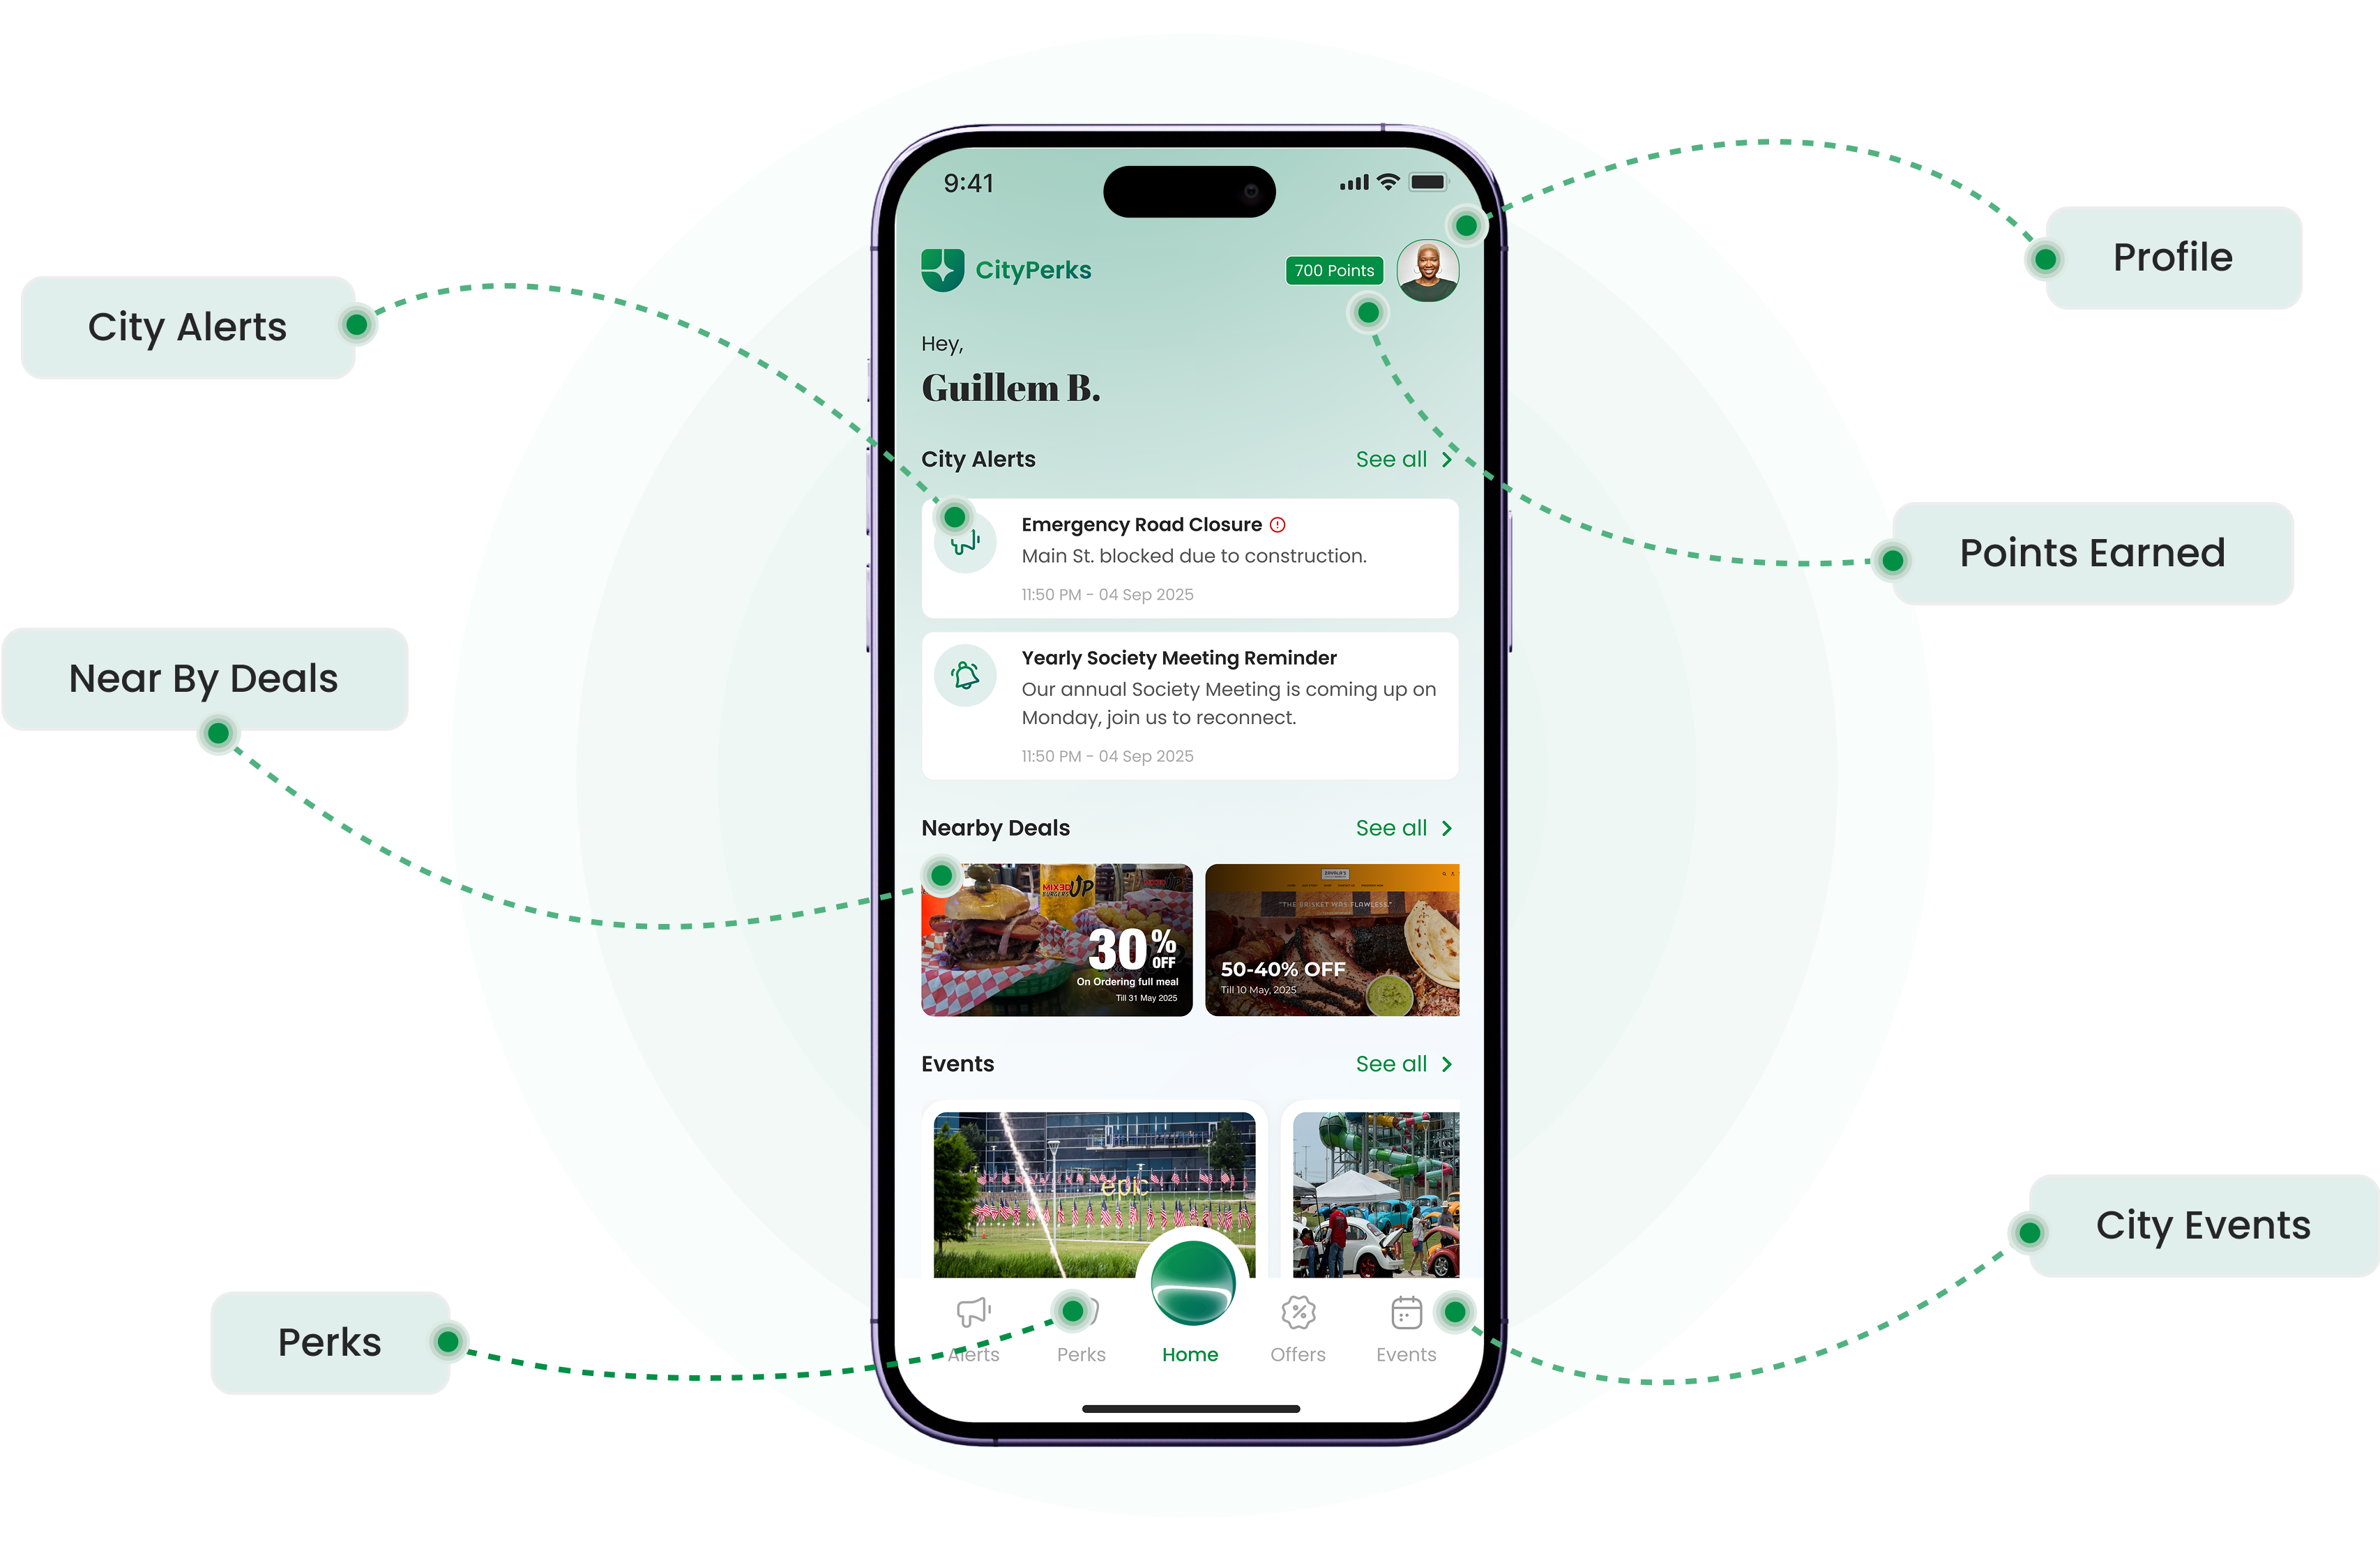 9:41
CityPerks
700 Points
Profile
City Alerts
Hey,
Guillem B.
City Alerts
See all
Emergency Road Closure
Main St. blocked due to construction.
11:50 PM - 04 Sep 2025
Points Earned
Near By Deals
Yearly Society Meeting Reminder
Our annual Society Meeting is coming up on
Monday, join us to reconnect.
11:50 PM - 04 Sep 2025
Nearby Deals
See all
MIX3D UP
BURGERS
30% OFF
On Ordering full meal
Till 31 May 2025
"THE BRISKET WAS FLAWLESS."
50-40% OFF
Till 10 May, 2025
Events
See all
epic
City Events
Perks
Alerts
Perks
Home
Offers
Events